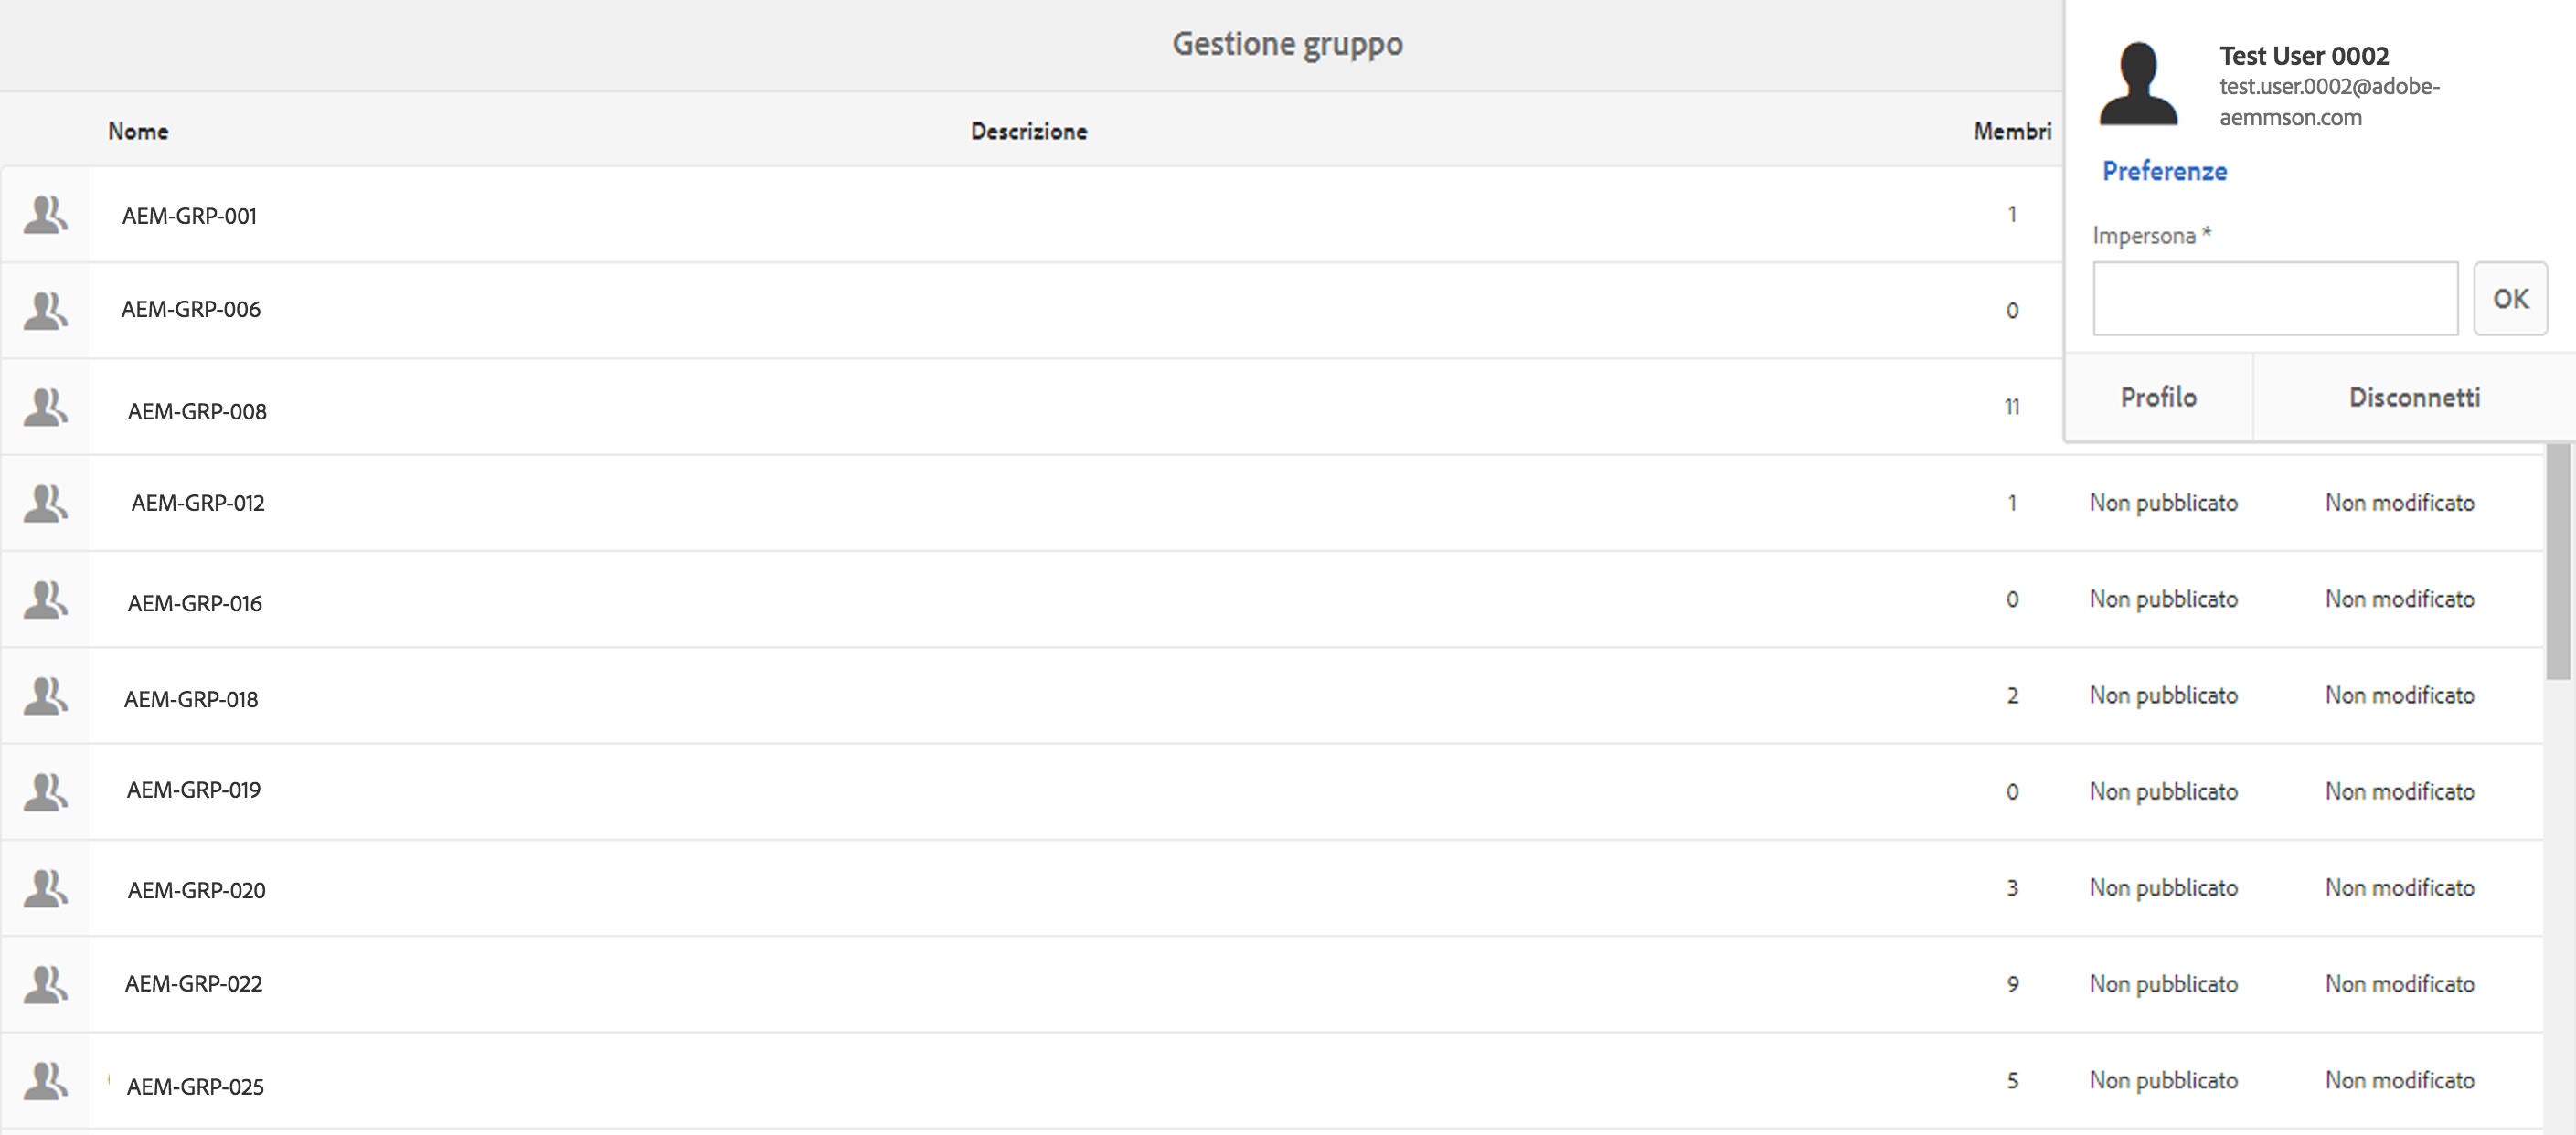 Gestione gruppo
Nome Descrizione Membri
AEM-GRP-001 1
AEM-GRP-006 0
AEM-GRP-008 11
AEM-GRP-012 1 Non pubblicato Non modificato
AEM-GRP-016 0 Non pubblicato Non modificato
AEM-GRP-018 2 Non pubblicato Non modificato
AEM-GRP-019 0 Non pubblicato Non modificato
AEM-GRP-020 3 Non pubblicato Non modificato
AEM-GRP-022 9 Non pubblicato Non modificato
AEM-GRP-025 5 Non pubblicato Non modificato
Test User 0002
test.user.0002@adobe-
aemmson.com
Preferenze
Impersona *
OK
Profilo Disconnetti